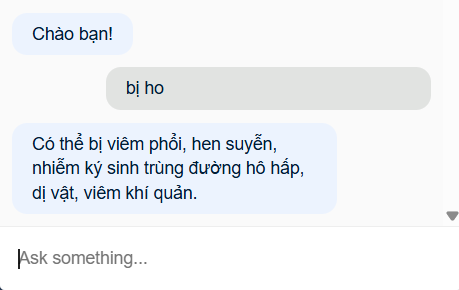 Chào bạn!
bị ho
Có thể bị viêm phổi, hen suyễn,
nhiễm ký sinh trùng đường hô hấp,
dị vật, viêm khí quản.
Ask something...